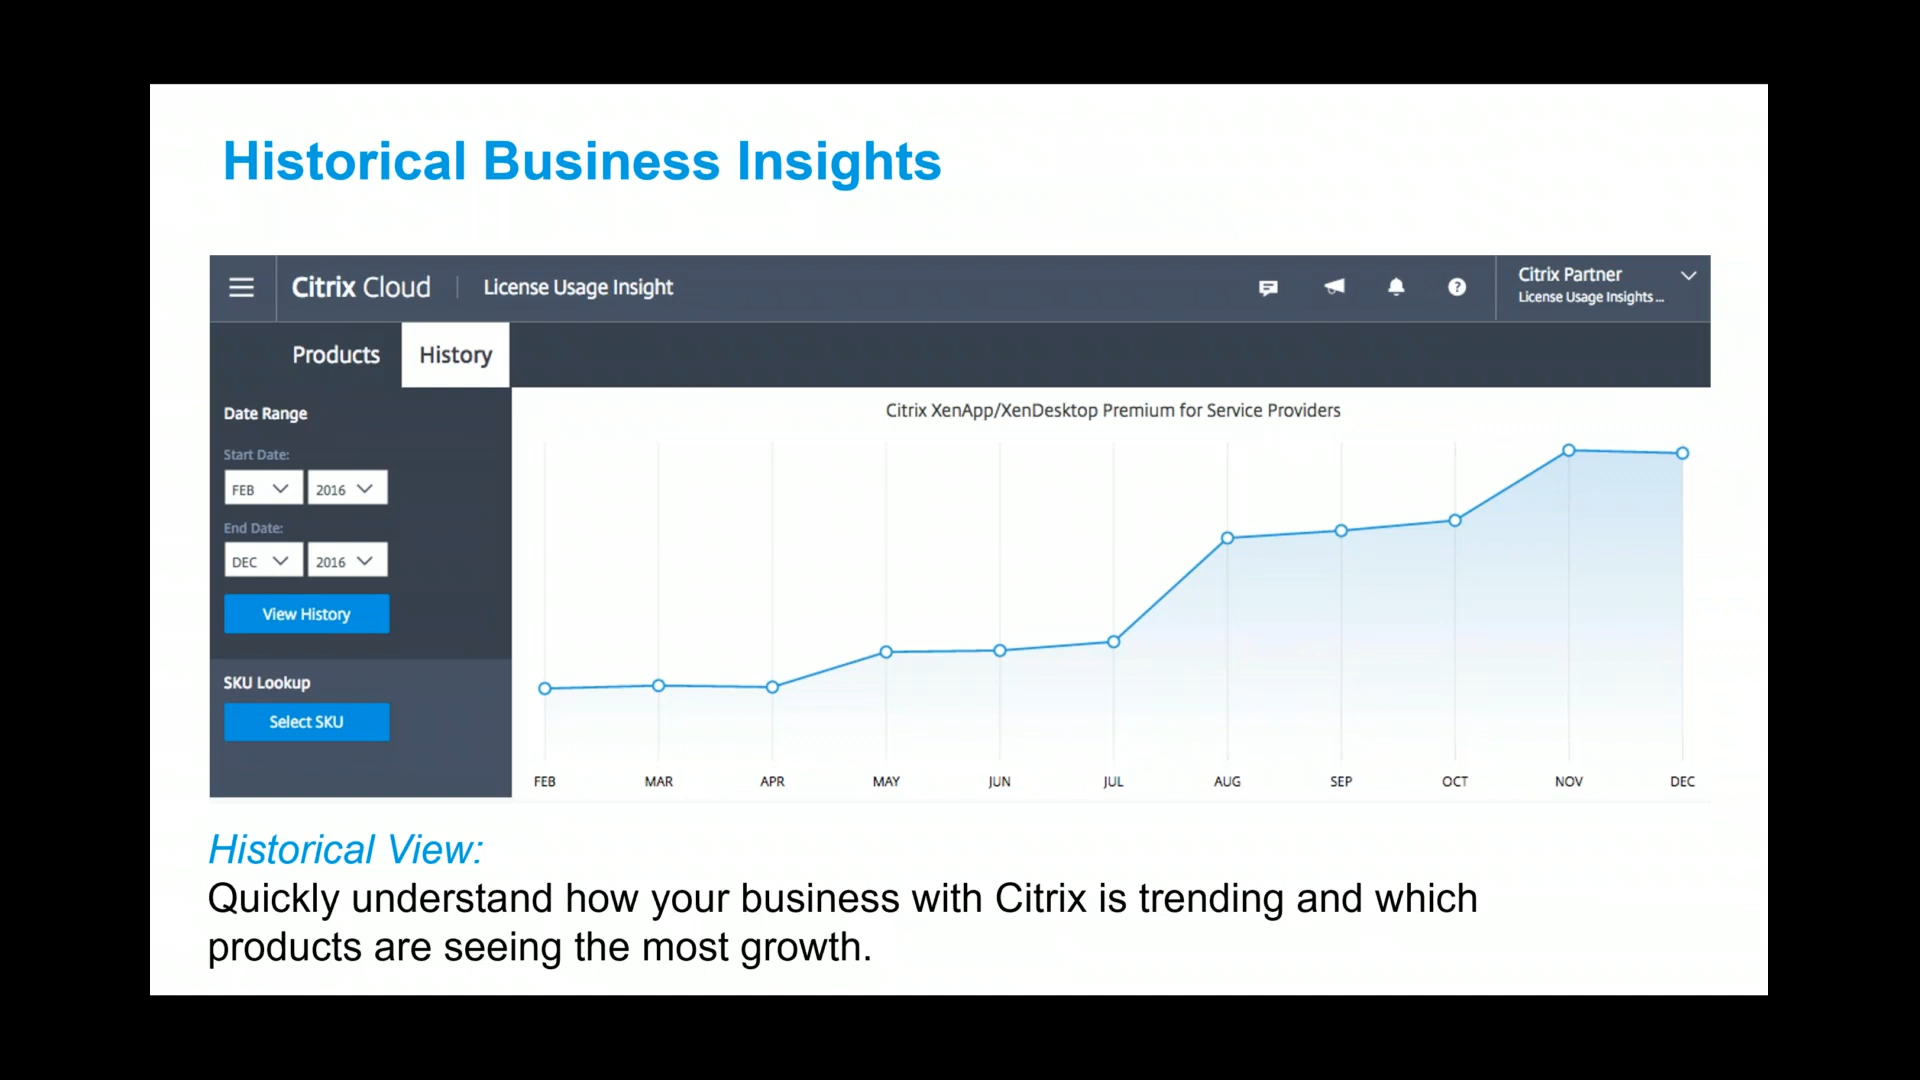 Historical Business Insights
Citrix Cloud
License Usage Insight
Citrix Partner
License Usage Insights ...
Products
History
Date Range
Start Date:
FEB
2016
End Date:
DEC
2016
View History
SKU Lookup
Select SKU
Citrix XenApp/XenDesktop Premium for Service Providers
FEB MAR APR MAY JUN JUL AUG SEP OCT NOV DEC
Historical View:
Quickly understand how your business with Citrix is trending and which
products are seeing the most growth.